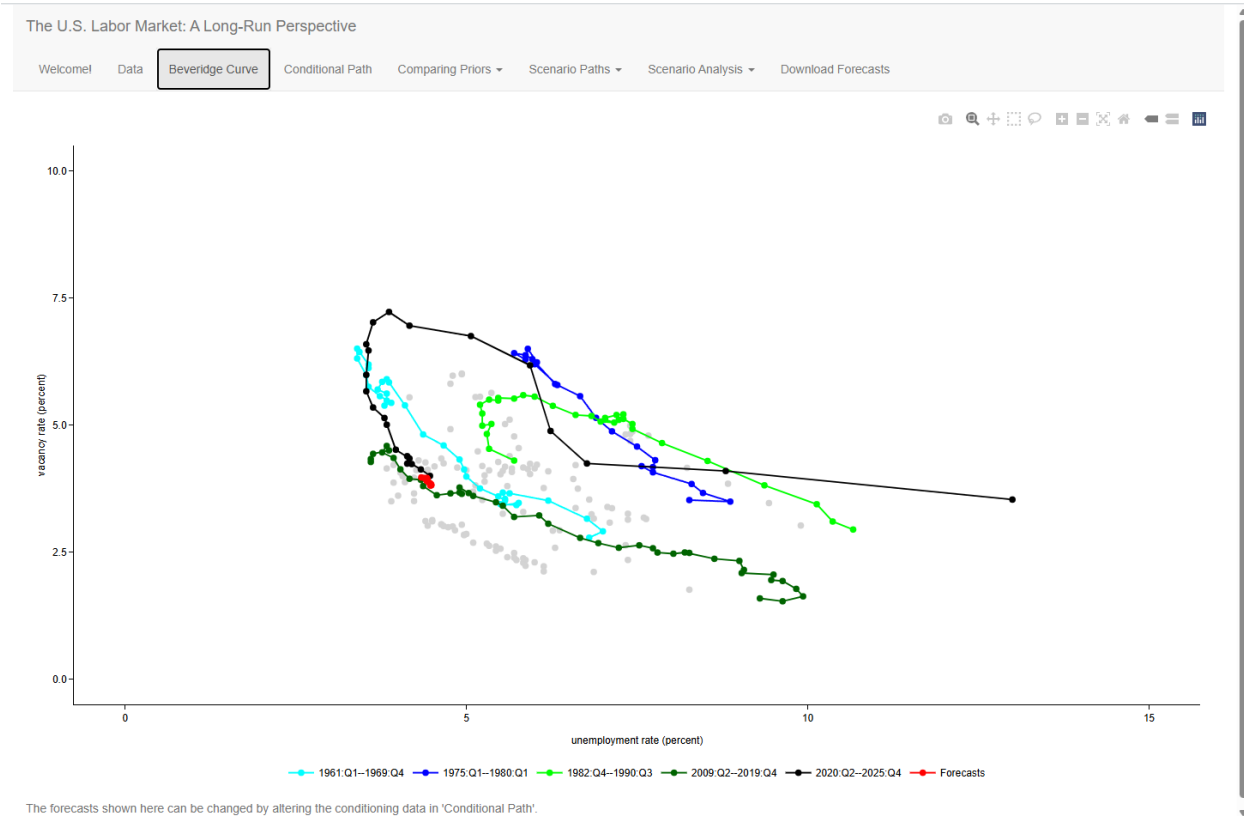 The U.S. Labor Market: A Long-Run Perspective
Welcome! Data Beveridge Curve Conditional Path Comparing Priors Scenario Paths Scenario Analysis Download Forecasts
10.0
7.5
5.0
2.5
0.0
vacancy rate (percent)
0 5 10 15
unemployment rate (percent)
1961:Q1--1969:Q4 1975:Q1--1980:Q1 1982:Q4--1990:Q3 2009:Q2--2019:Q4 2020:Q2--2025:Q4 Forecasts
The forecasts shown here can be changed by altering the conditioning data in 'Conditional Path'.